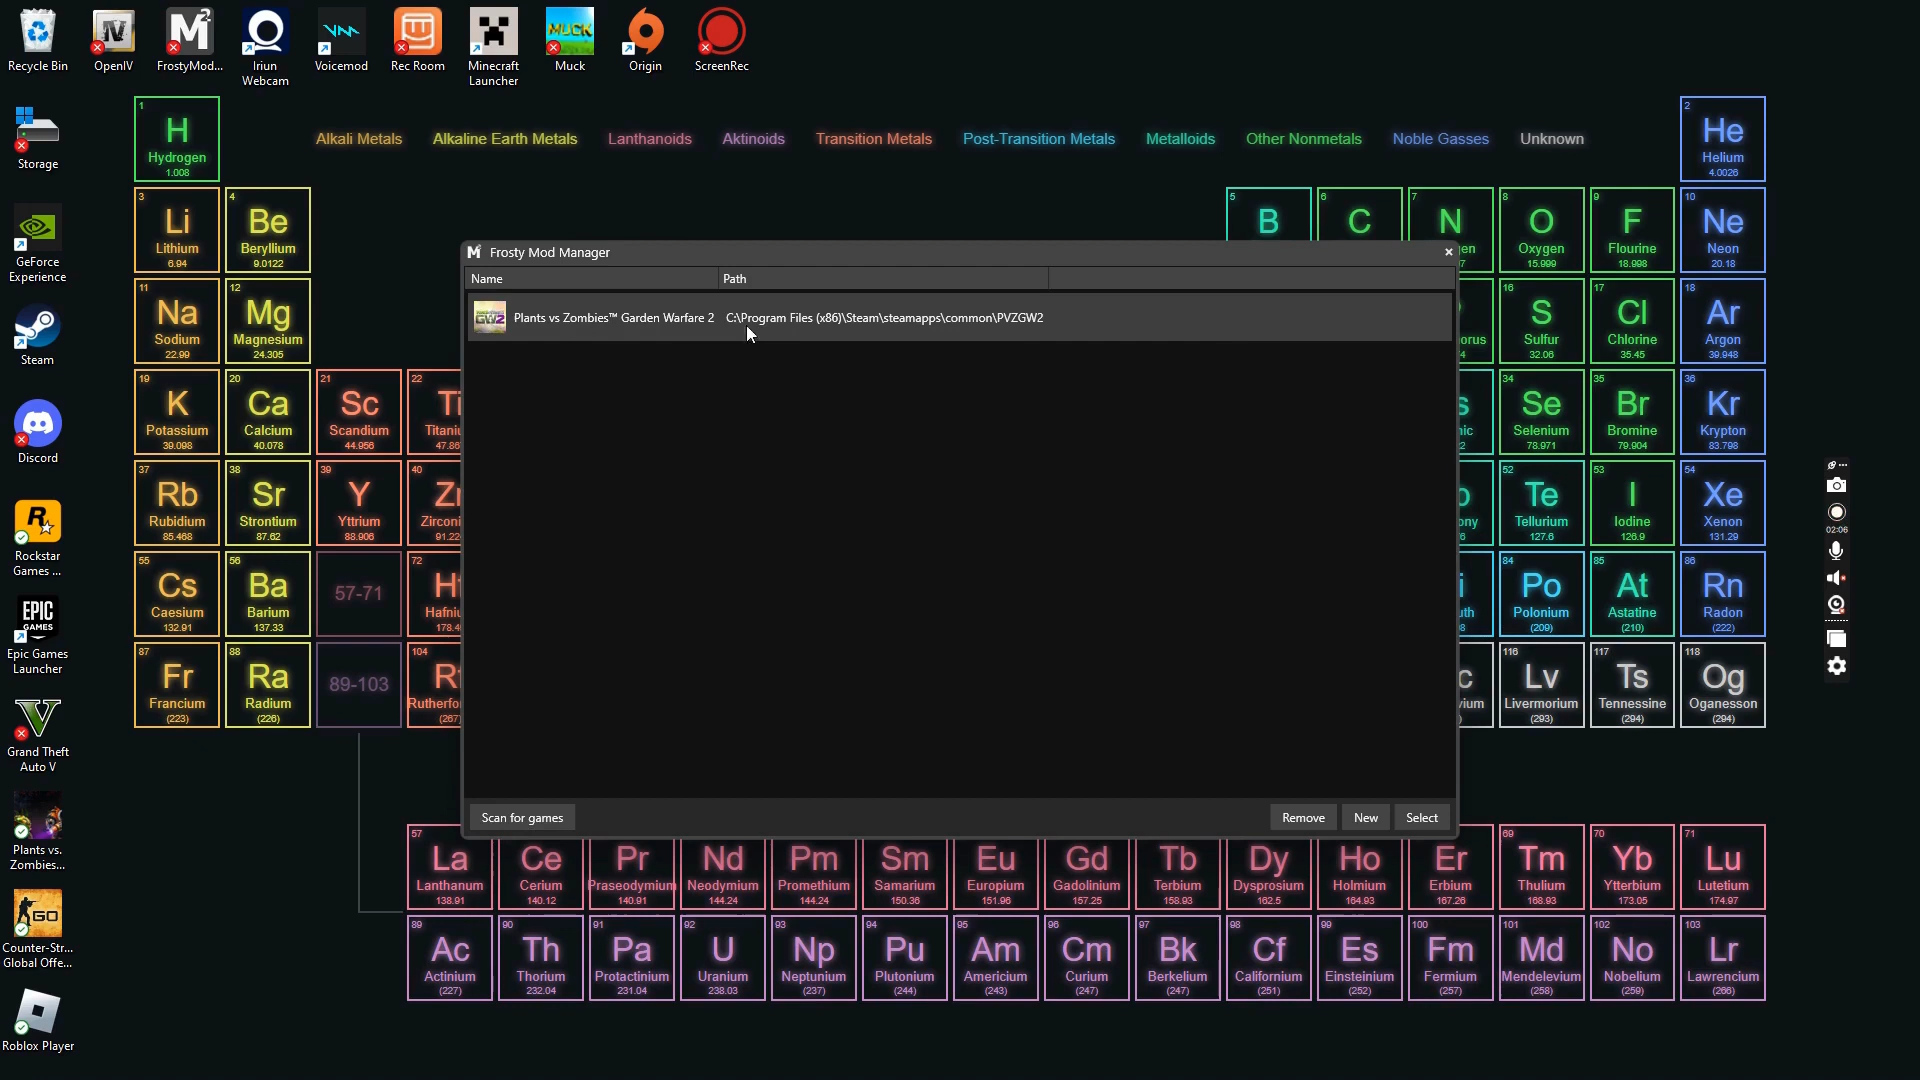 Recycle Bin
OpenIV
FrostyMod...
Iriun
Webcam
Voicemod
Rec Room
Minecraft
Launcher
Muck
Origin
ScreenRec
Storage
GeForce
Experience
Steam
Discord
Rockstar
Games ...
EPIC
GAMES
Epic Games
Launcher
Grand Theft
Auto V
Plants vs.
Zombies...
GO
Counter-Str...
Global Offe...
Roblox Player
Alkali Metals
Alkaline Earth Metals
Lanthanoids
Aktinoids
Transition Metals
Post-Transition Metals
Metalloids
Other Nonmetals
Noble Gasses
Unknown
1
H
Hydrogen
1.008
2
He
Helium
4.0026
3
Li
Lithium
6.94
4
Be
Beryllium
9.0122
5
B
6
C
7
N
8
O
Oxygen
15.999
9
F
Flourine
18.998
10
Ne
Neon
20.18
11
Na
Sodium
22.99
12
Mg
Magnesium
24.305
16
S
Sulfur
32.06
17
Cl
Chlorine
35.45
18
Ar
Argon
39.948
19
K
Potassium
39.098
20
Ca
Calcium
40.078
21
Sc
Scandium
44.956
22
34
Se
Selenium
78.971
35
Br
Bromine
79.904
36
Kr
Krypton
83.798
37
Rb
Rubidium
85.468
38
Sr
Strontium
87.62
39
Y
Yttrium
88.906
40
52
Te
Tellurium
127.6
53
I
Iodine
126.9
54
Xe
Xenon
131.29
55
Cs
Caesium
132.91
56
Ba
Barium
137.33
57-71
72
84
Po
Polonium
(209)
85
At
Astatine
(210)
86
Rn
Radon
(222)
87
Fr
Francium
(223)
88
Ra
Radium
(226)
89-103
104
116
Lv
Livermorium
(293)
117
Ts
Tennessine
(294)
118
Og
Oganesson
(294)
Frosty Mod Manager
Name
Path
Plants vs Zombies™ Garden Warfare 2
C:\Program Files (x86)\Steam\steamapps\common\PVZGW2
Scan for games
Remove
New
Select
02:06
57
La
Lanthanum
138.91
Ce
Cerium
140.12
Pr
Praseodymium
140.91
Nd
Neodymium
144.24
Pm
Promethium
144.24
Sm
Samarium
150.36
Eu
Europium
151.96
Gd
Gadolinium
157.25
Tb
Terbium
158.93
Dy
Dysprosium
162.5
Ho
Holmium
164.93
Er
Erbium
167.26
69
Tm
Thulium
168.93
70
Yb
Ytterbium
173.05
71
Lu
Lutetium
174.97
89
Ac
Actinium
(227)
90
Th
Thorium
232.04
91
Pa
Protactinium
231.04
92
U
Uranium
238.03
93
Np
Neptunium
(237)
94
Pu
Plutonium
(244)
95
Am
Americium
(243)
96
Cm
Curium
(247)
97
Bk
Berkelium
(247)
98
Cf
Californium
(251)
99
Es
Einsteinium
(252)
100
Fm
Fermium
(257)
101
Md
Mendelevium
(258)
102
No
Nobelium
(259)
103
Lr
Lawrencium
(266)